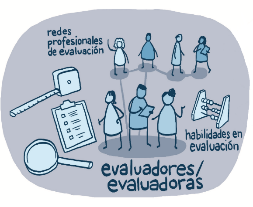 redes
profesionales
de evaluación
habilidades en
evaluación
evaluadores/
evaluadoras